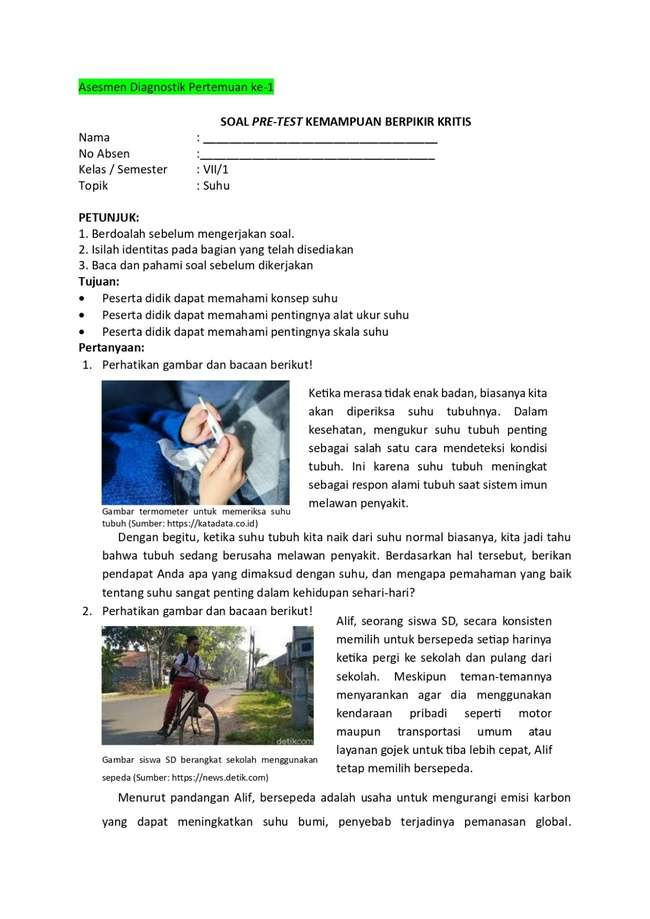 Asesmen Diagnostik Pertemuan ke-1
SOAL PRE-TEST KEMAMPUAN BERPIKIR KRITIS
Nama : ____________________________________
No Absen :____________________________________
Kelas / Semester : VII/1
Topik : Suhu
PETUNJUK:
1. Berdoalah sebelum mengerjakan soal.
2. Isilah identitas pada bagian yang telah disediakan
3. Baca dan pahami soal sebelum dikerjakan
Tujuan:
• Peserta didik dapat memahami konsep suhu
• Peserta didik dapat memahami pentingnya alat ukur suhu
• Peserta didik dapat memahami pentingnya skala suhu
Pertanyaan:
1. Perhatikan gambar dan bacaan berikut!
Ketika merasa tidak enak badan, biasanya kita
akan diperiksa suhu tubuhnya. Dalam
kesehatan, mengukur suhu tubuh penting
sebagai salah satu cara mendeteksi kondisi
tubuh. Ini karena suhu tubuh meningkat
sebagai respon alami tubuh saat sistem imun
melawan penyakit.
Gambar termometer untuk memeriksa suhu
tubuh (Sumber: https://katadata.co.id)
Dengan begitu, ketika suhu tubuh kita naik dari suhu normal biasanya, kita jadi tahu
bahwa tubuh sedang berusaha melawan penyakit. Berdasarkan hal tersebut, berikan
pendapat Anda apa yang dimaksud dengan suhu, dan mengapa pemahaman yang baik
tentang suhu sangat penting dalam kehidupan sehari-hari?
2. Perhatikan gambar dan bacaan berikut!
Alif, seorang siswa SD, secara konsisten
memilih untuk bersepeda setiap harinya
ketika pergi ke sekolah dan pulang dari
sekolah. Meskipun teman-temannya
menyarankan agar dia menggunakan
kendaraan pribadi seperti motor
maupun transportasi umum atau
layanan gojek untuk tiba lebih cepat, Alif
tetap memilih bersepeda.
detikcom
Gambar siswa SD berangkat sekolah menggunakan
sepeda (Sumber: https://news.detik.com)
Menurut pandangan Alif, bersepeda adalah usaha untuk mengurangi emisi karbon
yang dapat meningkatkan suhu bumi, penyebab terjadinya pemanasan global.